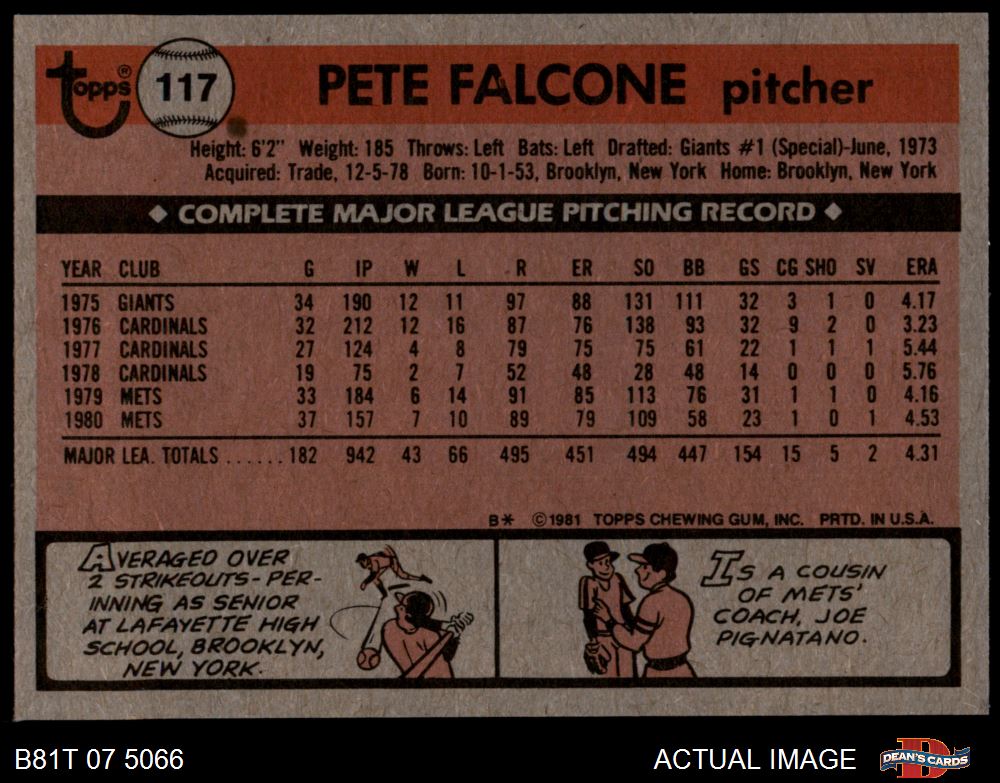 topps®
117
PETE FALCONE pitcher
Height: 6'2" Weight: 185 Throws: Left Bats: Left Drafted: Giants #1 (Special)-June, 1973
Acquired: Trade, 12-5-78 Born: 10-1-53, Brooklyn, New York Home: Brooklyn, New York
◆ COMPLETE MAJOR LEAGUE PITCHING RECORD ◆
YEAR CLUB G IP W L R ER SO BB GS CG SHO SV ERA
1975 GIANTS 34 190 12 11 97 88 131 111 32 3 1 0 4.17
1976 CARDINALS 32 212 12 16 87 76 138 93 32 9 2 0 3.23
1977 CARDINALS 27 124 4 8 79 75 75 61 22 1 1 1 5.44
1978 CARDINALS 19 75 2 7 52 48 28 48 14 0 0 0 5.76
1979 METS 33 184 6 14 91 85 113 76 31 1 1 0 4.16
1980 METS 37 157 7 10 89 79 109 58 23 1 0 1 4.53
MAJOR LEA. TOTALS ...... 182 942 43 66 495 451 494 447 154 15 5 2 4.31
B* ©1981 TOPPS CHEWING GUM, INC. PRTD. IN U.S.A.
AVERAGED OVER
2 STRIKEOUTS-PER-
INNING AS SENIOR
AT LAFAYETTE HIGH
SCHOOL, BROOKLYN,
NEW YORK.
IS A COUSIN
OF METS'
COACH, JOE
PIGNATANO.
B81T 07 5066
ACTUAL IMAGE
DEAN'S CARDS